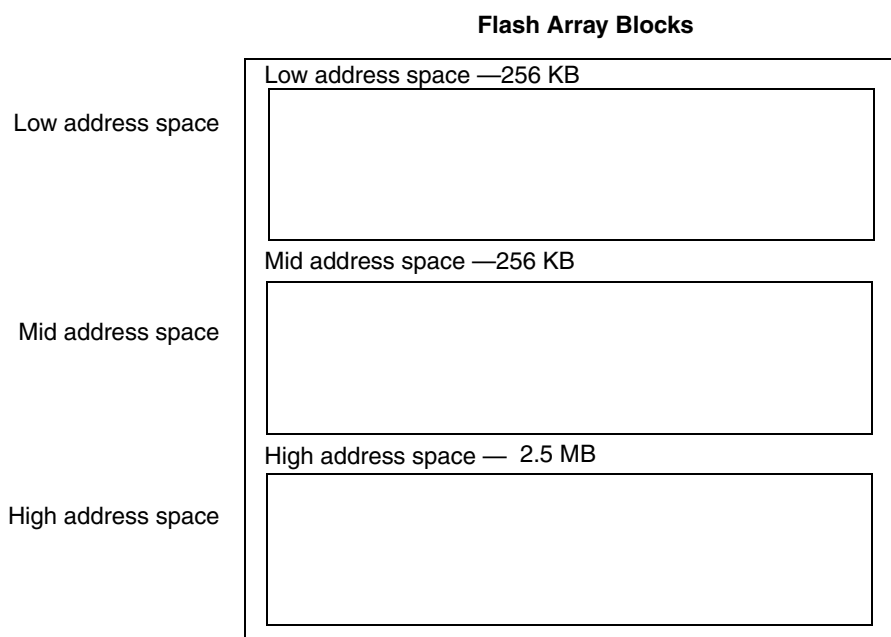 Flash Array Blocks
Low address space —256 KB
Low address space
Mid address space —256 KB
Mid address space
High address space — 2.5 MB
High address space